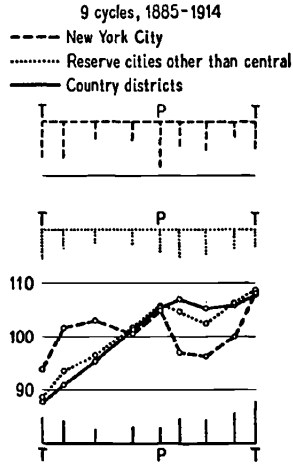 9 cycles, 1885-1914
New York City
Reserve cities other than central
Country districts
T P T
T P T
110
100
90
T P T